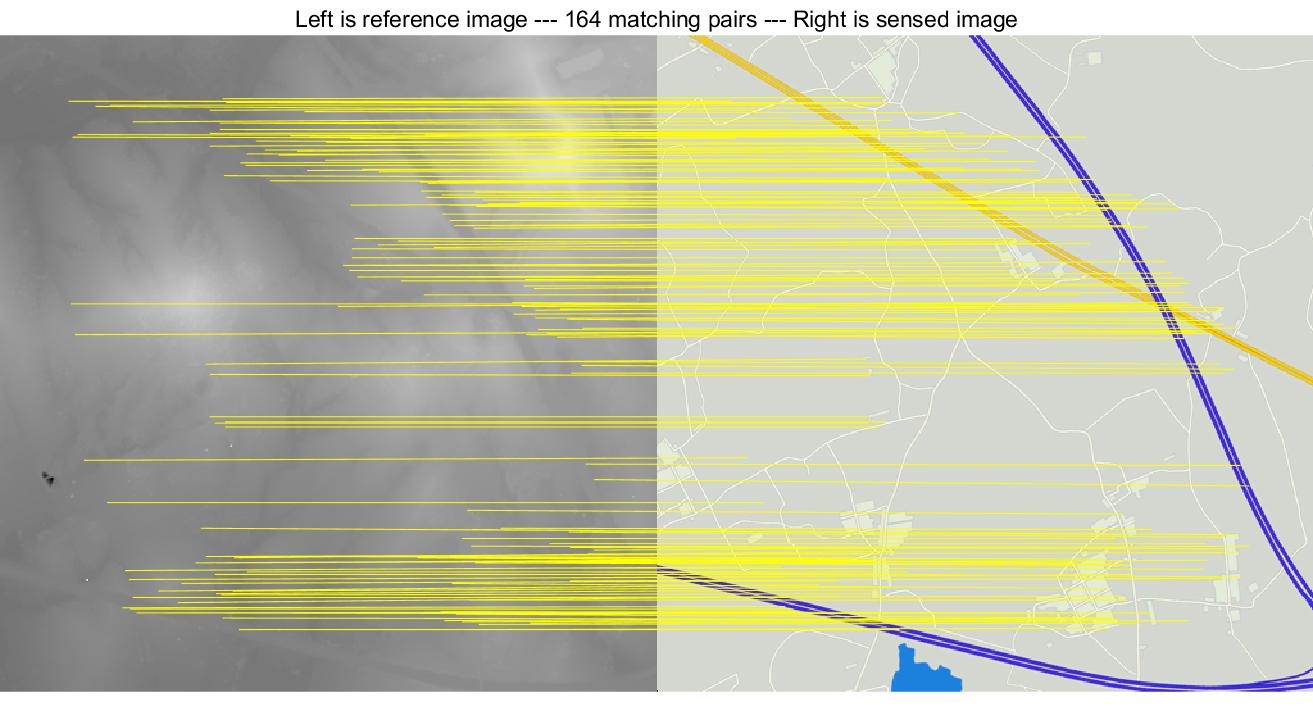 Left is reference image --- 164 matching pairs --- Right is sensed image